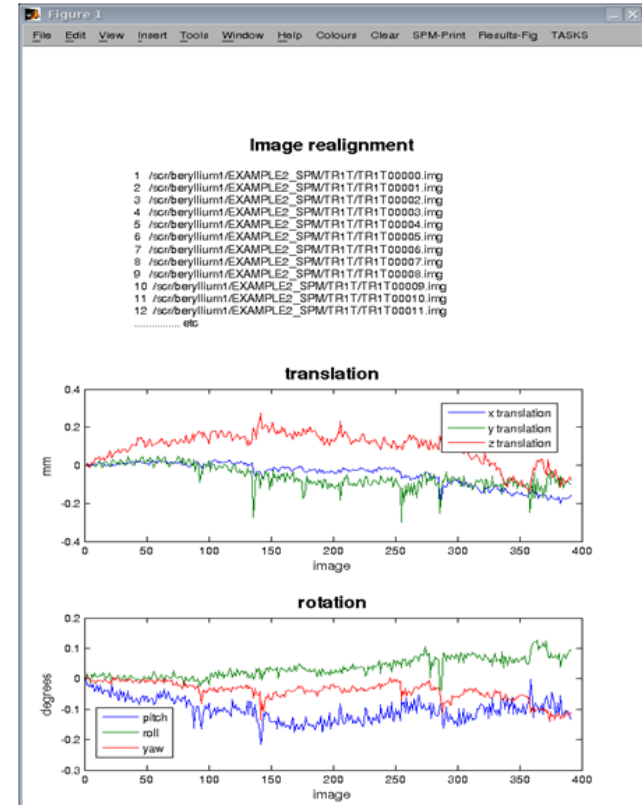 Figure 1
File Edit View Insert Tools Window Help Colours Clear SPM-Print Results-Fig TASKS
Image realignment
1 /scr/beryllium1/EXAMPLE2_SPM/TR1T/TR1T00000.img
2 /scr/beryllium1/EXAMPLE2_SPM/TR1T/TR1T00001.img
3 /scr/beryllium1/EXAMPLE2_SPM/TR1T/TR1T00002.img
4 /scr/beryllium1/EXAMPLE2_SPM/TR1T/TR1T00003.img
5 /scr/beryllium1/EXAMPLE2_SPM/TR1T/TR1T00004.img
6 /scr/beryllium1/EXAMPLE2_SPM/TR1T/TR1T00005.img
7 /scr/beryllium1/EXAMPLE2_SPM/TR1T/TR1T00006.img
8 /scr/beryllium1/EXAMPLE2_SPM/TR1T/TR1T00007.img
9 /scr/beryllium1/EXAMPLE2_SPM/TR1T/TR1T00008.img
10 /scr/beryllium1/EXAMPLE2_SPM/TR1T/TR1T00009.img
11 /scr/beryllium1/EXAMPLE2_SPM/TR1T/TR1T00010.img
12 /scr/beryllium1/EXAMPLE2_SPM/TR1T/TR1T00011.img
................ etc
translation
0.4
0.2
0
-0.2
-0.4
mm
x translation
y translation
z translation
0 50 100 150 200 250 300 350 400
image
rotation
0.2
0.1
0
-0.1
-0.2
-0.3
degrees
pitch
roll
yaw
0 50 100 150 200 250 300 350 400
image